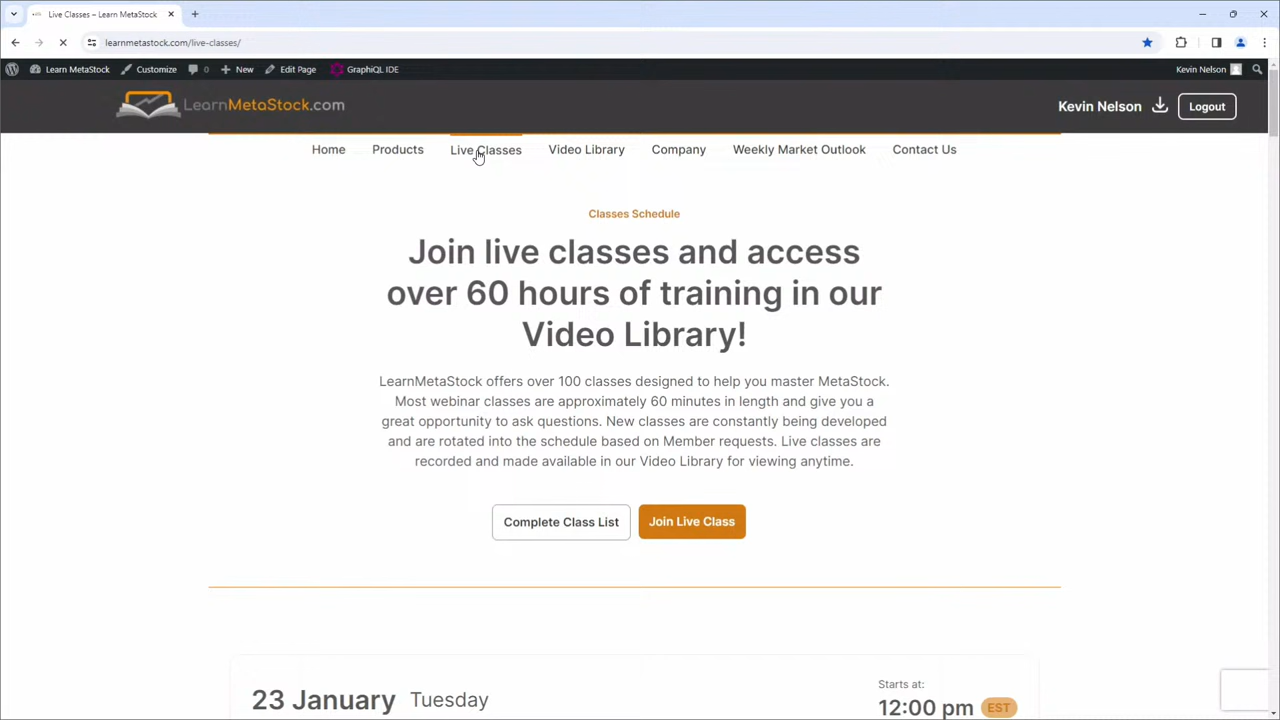 Live Classes – Learn MetaStock
learnmetastock.com/live-classes/
Learn MetaStock Customize 0 New Edit Page GraphiQL IDE Kevin Nelson
LearnMetaStock.com Kevin Nelson Logout
Home Products Live Classes Video Library Company Weekly Market Outlook Contact Us
Classes Schedule
Join live classes and access
over 60 hours of training in our
Video Library!
LearnMetaStock offers over 100 classes designed to help you master MetaStock.
Most webinar classes are approximately 60 minutes in length and give you a
great opportunity to ask questions. New classes are constantly being developed
and are rotated into the schedule based on Member requests. Live classes are
recorded and made available in our Video Library for viewing anytime.
Complete Class List Join Live Class
23 January Tuesday
Starts at:
12:00 pm EST